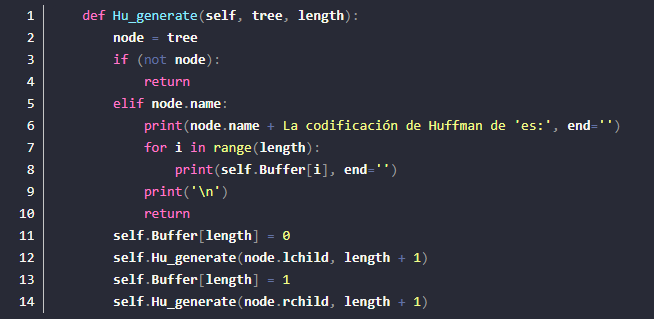 1 def Hu_generate(self, tree, length):
2 node = tree
3 if (not node):
4 return
5 elif node.name:
6 print(node.name + La codificación de Huffman de 'es:', end='')
7 for i in range(length):
8 print(self.Buffer[i], end='')
9 print('\n')
10 return
11 self.Buffer[length] = 0
12 self.Hu_generate(node.lchild, length + 1)
13 self.Buffer[length] = 1
14 self.Hu_generate(node.rchild, length + 1)